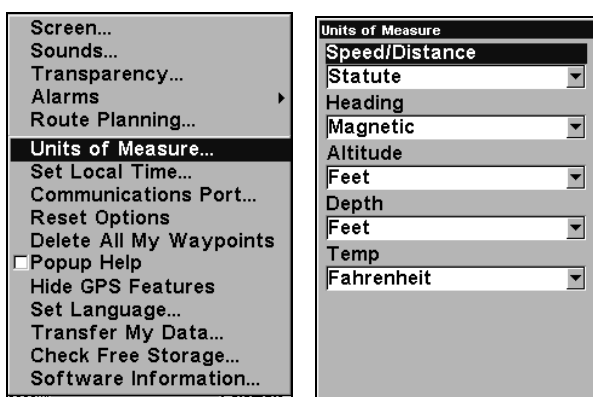 Screen...
Sounds...
Transparency...
Alarms
Route Planning...
Units of Measure...
Set Local Time...
Communications Port...
Reset Options
Delete All My Waypoints
Popup Help
Hide GPS Features
Set Language...
Transfer My Data...
Check Free Storage...
Software Information...
Units of Measure
Speed/Distance
Statute
Heading
Magnetic
Altitude
Feet
Depth
Feet
Temp
Fahrenheit